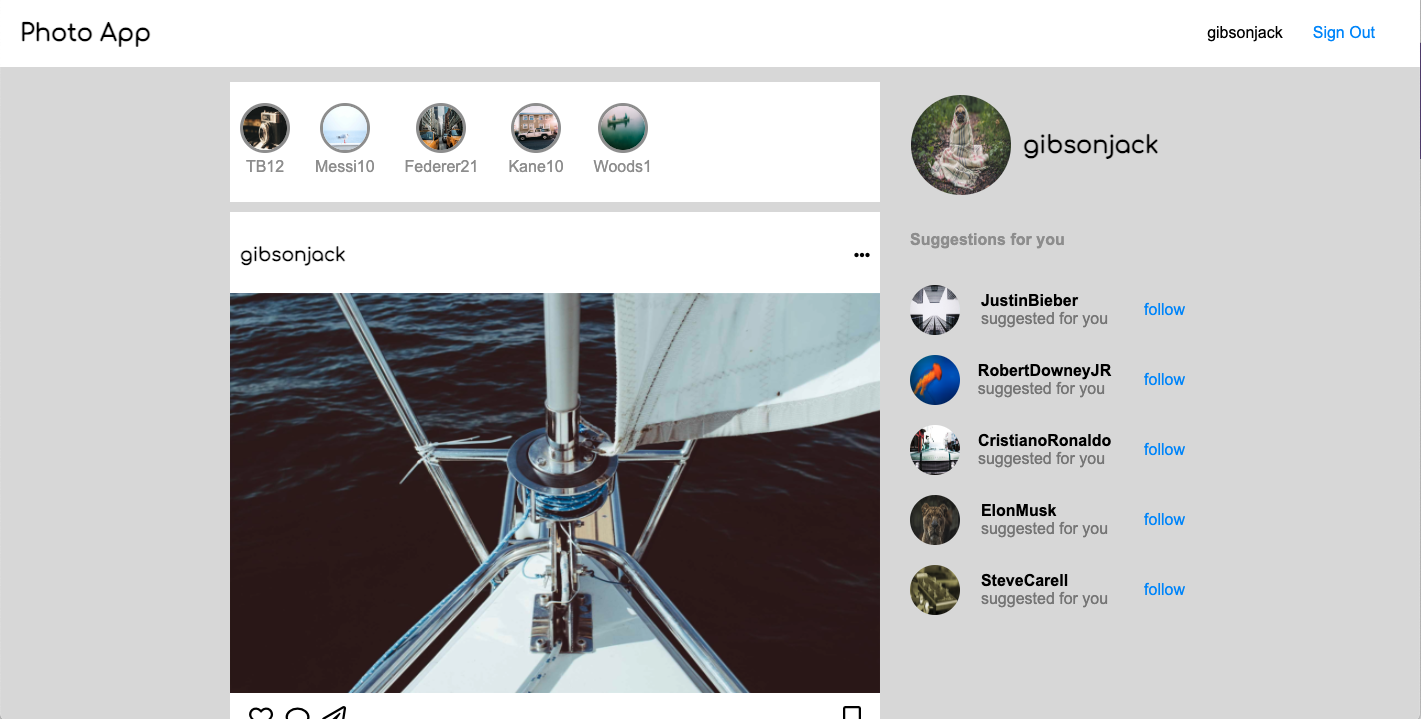 Photo App
gibsonjack
Sign Out
TB12
Messi10
Federer21
Kane10
Woods1
gibsonjack
gibsonjack
Suggestions for you
JustinBieber
suggested for you
follow
RobertDowneyJR
suggested for you
follow
CristianoRonaldo
suggested for you
follow
ElonMusk
suggested for you
follow
SteveCarell
suggested for you
follow